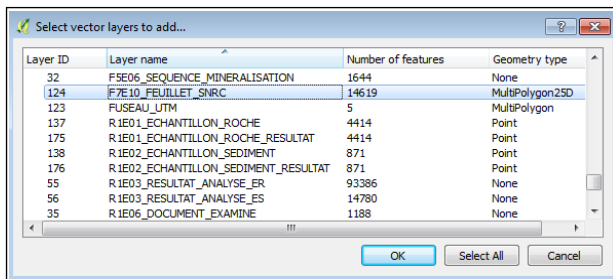 Select vector layers to add...
Layer ID Layer name Number of features Geometry type
32 F5E06_SEQUENCE_MINERALISATION 1644 None
124 F7E10_FEUILLET_SNRC 14619 MultiPolygon25D
123 FUSEAU_UTM 5 MultiPolygon
137 R1E01_ECHANTILLON_ROCHE 4414 Point
175 R1E01_ECHANTILLON_ROCHE_RESULTAT 4414 Point
138 R1E02_ECHANTILLON_SEDIMENT 871 Point
176 R1E02_ECHANTILLON_SEDIMENT_RESULTAT 871 Point
55 R1E03_RESULTAT_ANALYSE_ER 93386 None
56 R1E03_RESULTAT_ANALYSE_ES 14780 None
35 R1E06_DOCUMENT_EXAMINE 1188 None
OK Select All Cancel